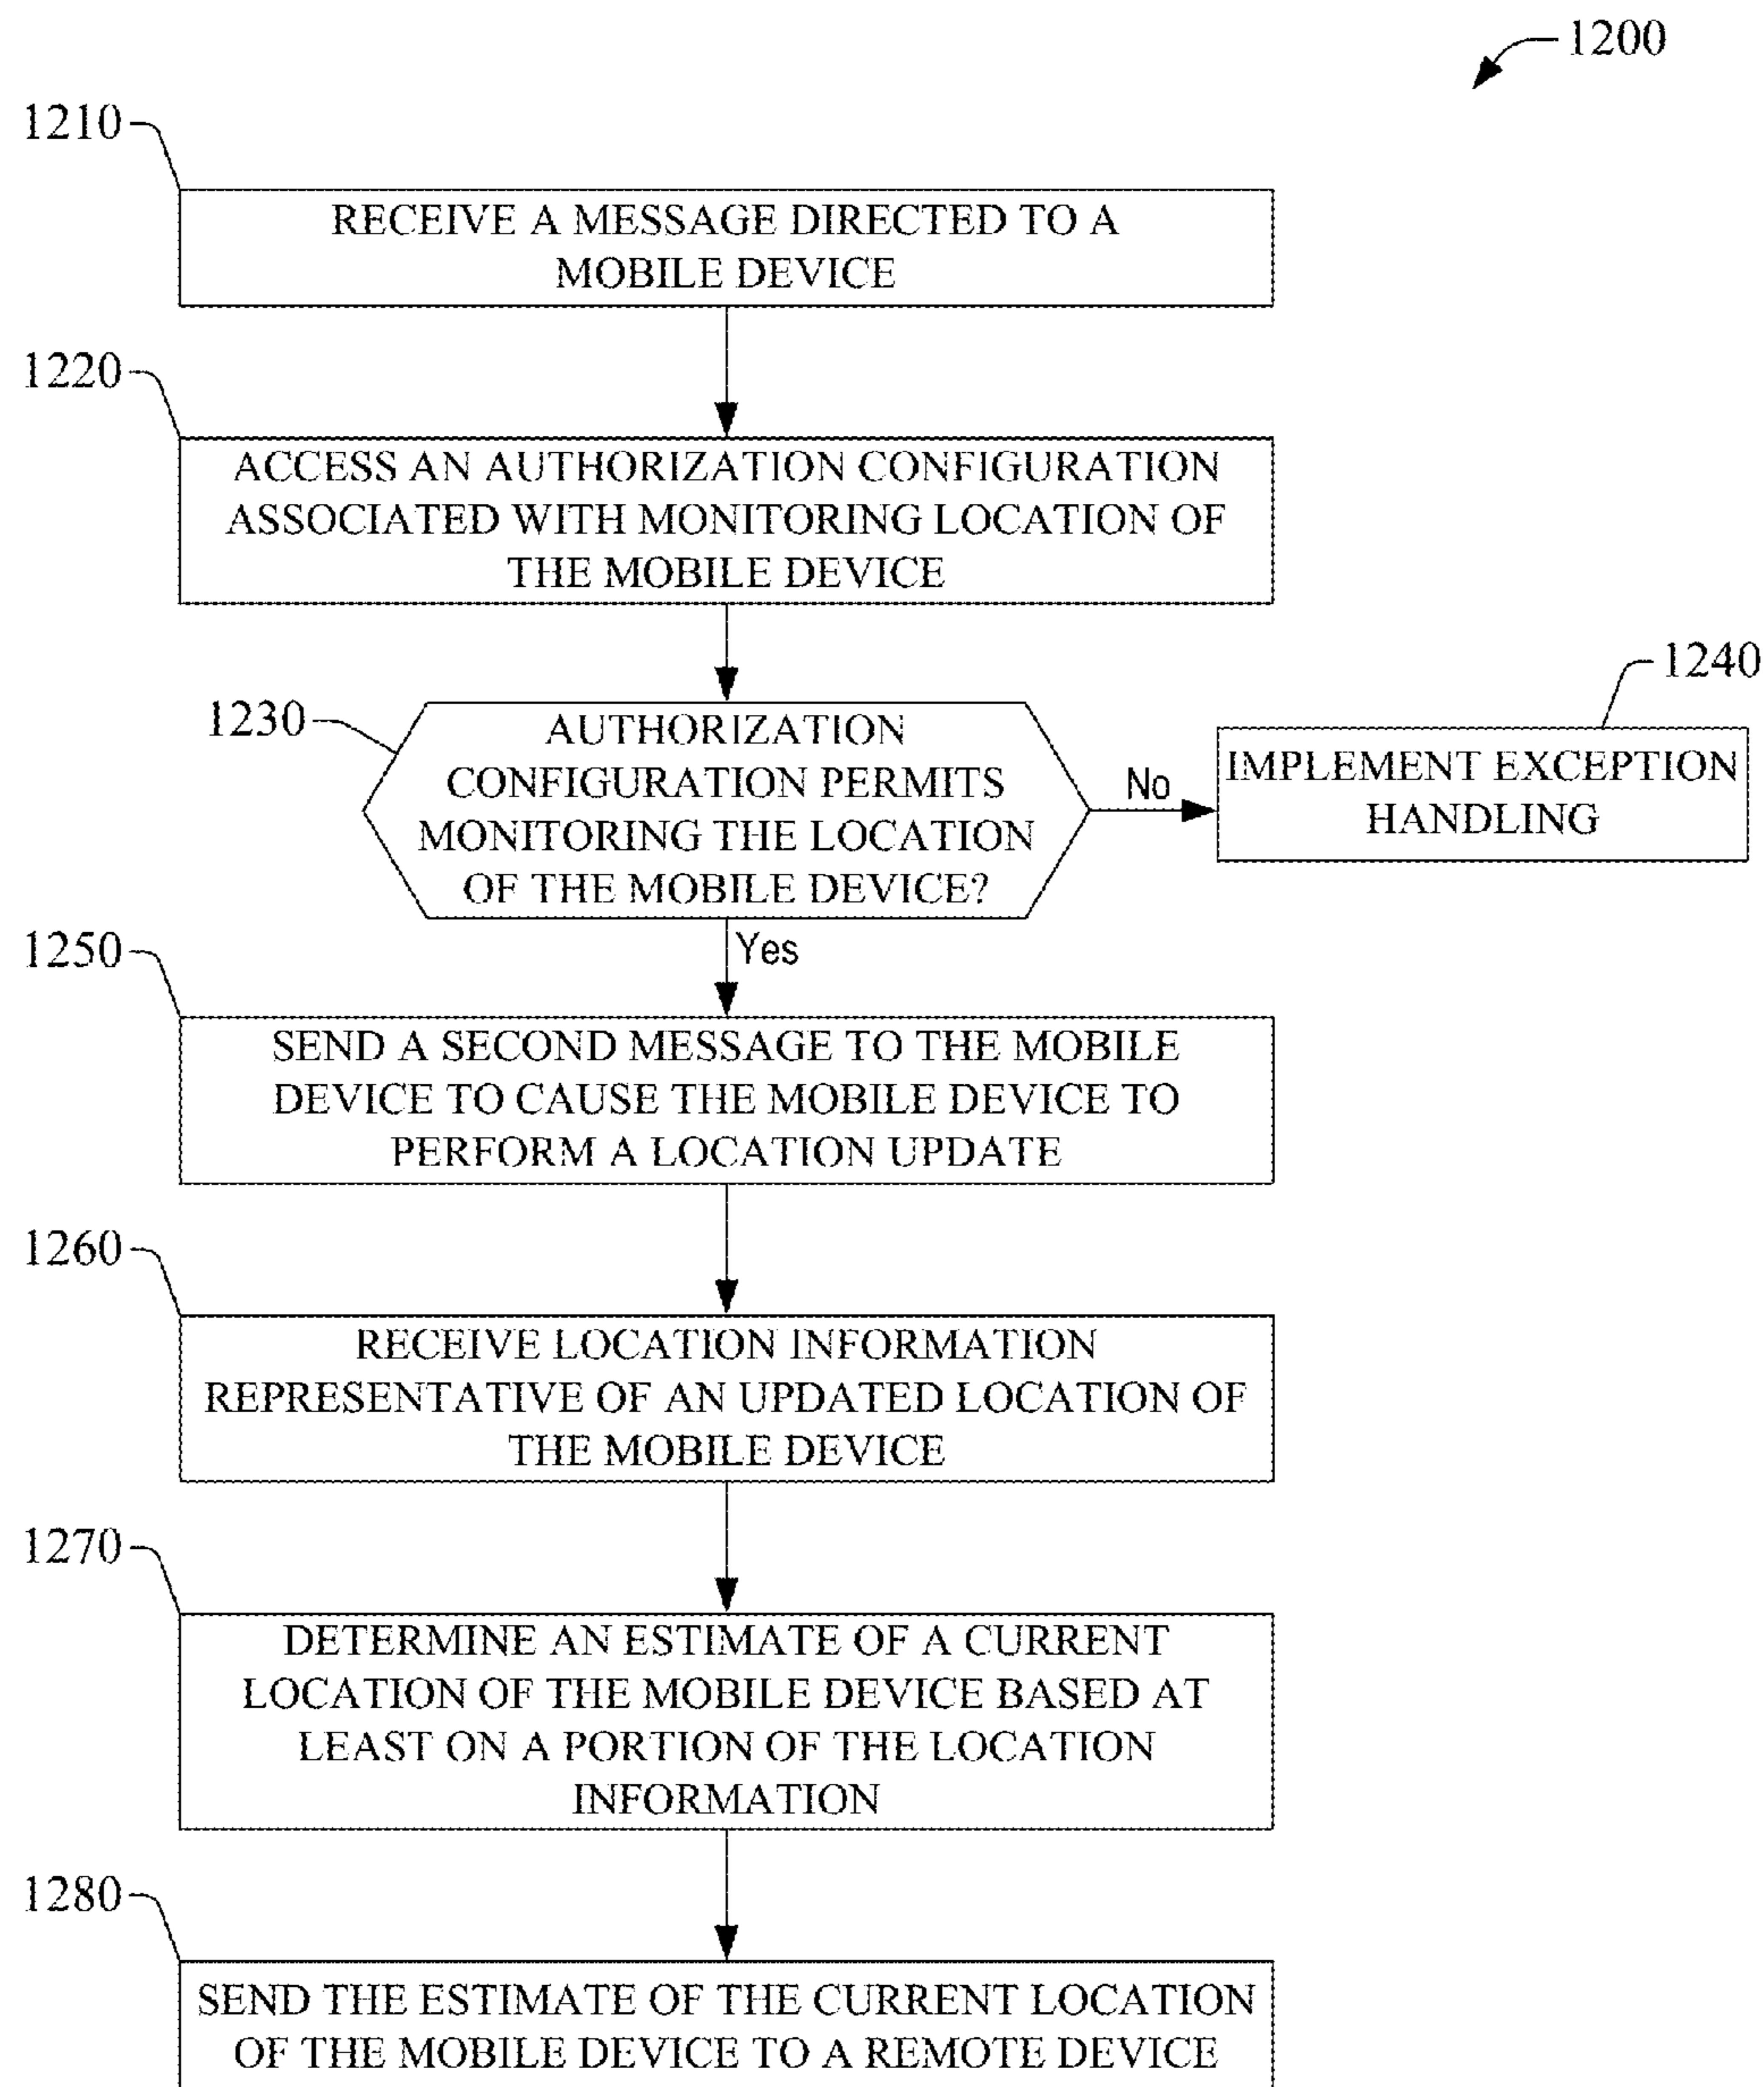 1200
1210
RECEIVE A MESSAGE DIRECTED TO A
MOBILE DEVICE
1220
ACCESS AN AUTHORIZATION CONFIGURATION
ASSOCIATED WITH MONITORING LOCATION OF
THE MOBILE DEVICE
1230
AUTHORIZATION
CONFIGURATION PERMITS
MONITORING THE LOCATION
OF THE MOBILE DEVICE?
No
1240
IMPLEMENT EXCEPTION
HANDLING
Yes
1250
SEND A SECOND MESSAGE TO THE MOBILE
DEVICE TO CAUSE THE MOBILE DEVICE TO
PERFORM A LOCATION UPDATE
1260
RECEIVE LOCATION INFORMATION
REPRESENTATIVE OF AN UPDATED LOCATION OF
THE MOBILE DEVICE
1270
DETERMINE AN ESTIMATE OF A CURRENT
LOCATION OF THE MOBILE DEVICE BASED AT
LEAST ON A PORTION OF THE LOCATION
INFORMATION
1280
SEND THE ESTIMATE OF THE CURRENT LOCATION
OF THE MOBILE DEVICE TO A REMOTE DEVICE